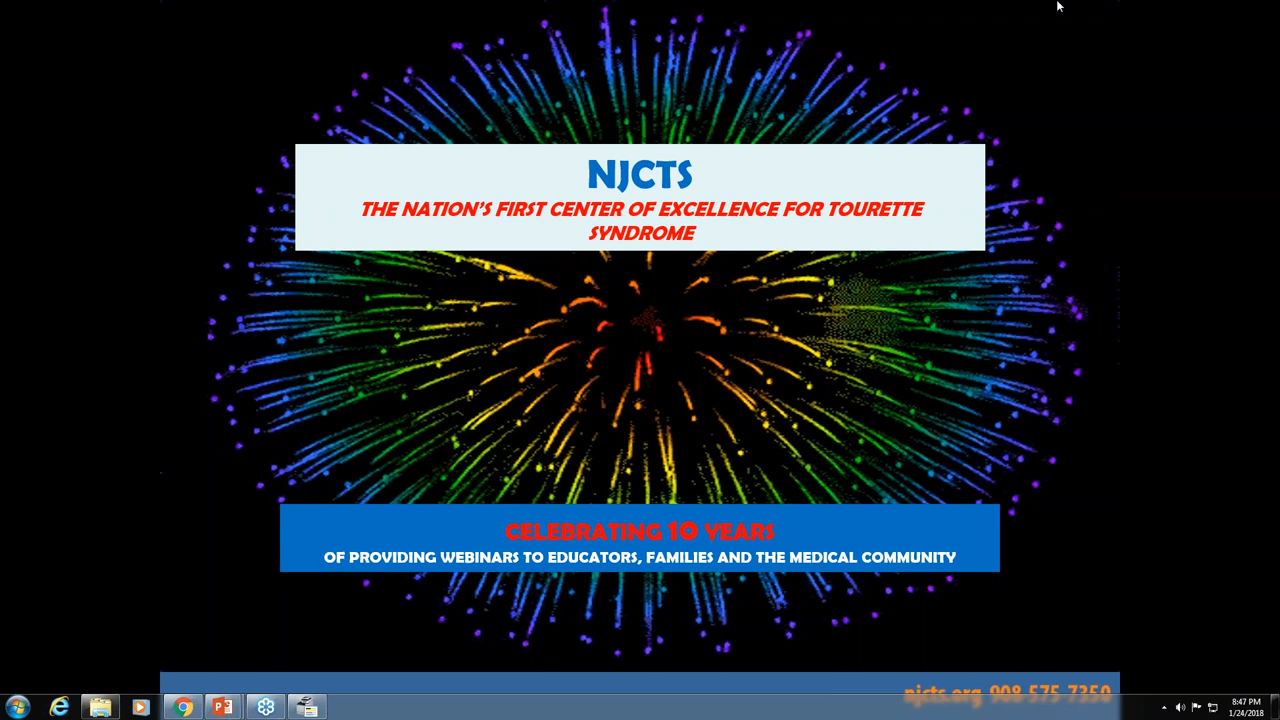 NJCTS
THE NATION'S FIRST CENTER OF EXCELLENCE FOR TOURETTE
SYNDROME
CELEBRATING 10 YEARS
OF PROVIDING WEBINARS TO EDUCATORS, FAMILIES AND THE MEDICAL COMMUNITY
njcts.org 908-575-7350
8:47 PM
1/24/2018